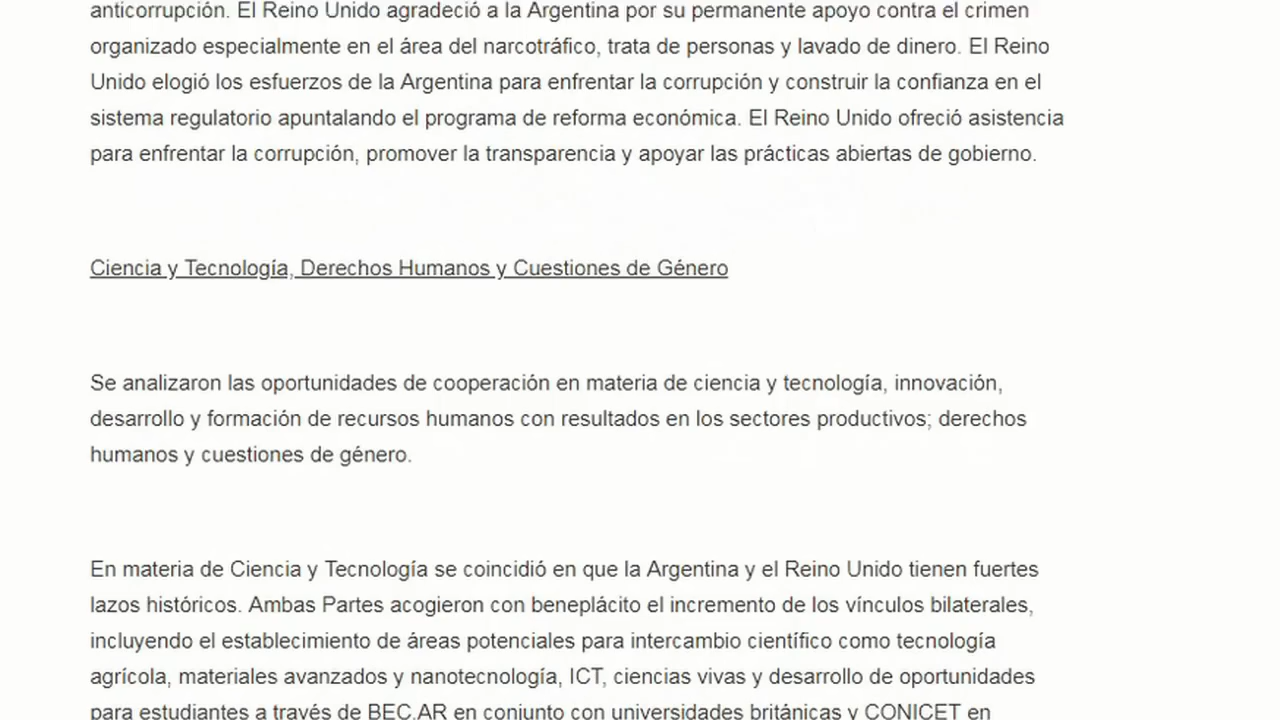 anticorrupción. El Reino Unido agradeció a la Argentina por su permanente apoyo contra el crimen
organizado especialmente en el área del narcotráfico, trata de personas y lavado de dinero. El Reino
Unido elogió los esfuerzos de la Argentina para enfrentar la corrupción y construir la confianza en el
sistema regulatorio apuntalando el programa de reforma económica. El Reino Unido ofreció asistencia
para enfrentar la corrupción, promover la transparencia y apoyar las prácticas abiertas de gobierno.
Ciencia y Tecnología, Derechos Humanos y Cuestiones de Género
Se analizaron las oportunidades de cooperación en materia de ciencia y tecnología, innovación,
desarrollo y formación de recursos humanos con resultados en los sectores productivos; derechos
humanos y cuestiones de género.
En materia de Ciencia y Tecnología se coincidió en que la Argentina y el Reino Unido tienen fuertes
lazos históricos. Ambas Partes acogieron con beneplácito el incremento de los vínculos bilaterales,
incluyendo el establecimiento de áreas potenciales para intercambio científico como tecnología
agrícola, materiales avanzados y nanotecnología, ICT, ciencias vivas y desarrollo de oportunidades
para estudiantes a través de BEC.AR en conjunto con universidades británicas y CONICET en